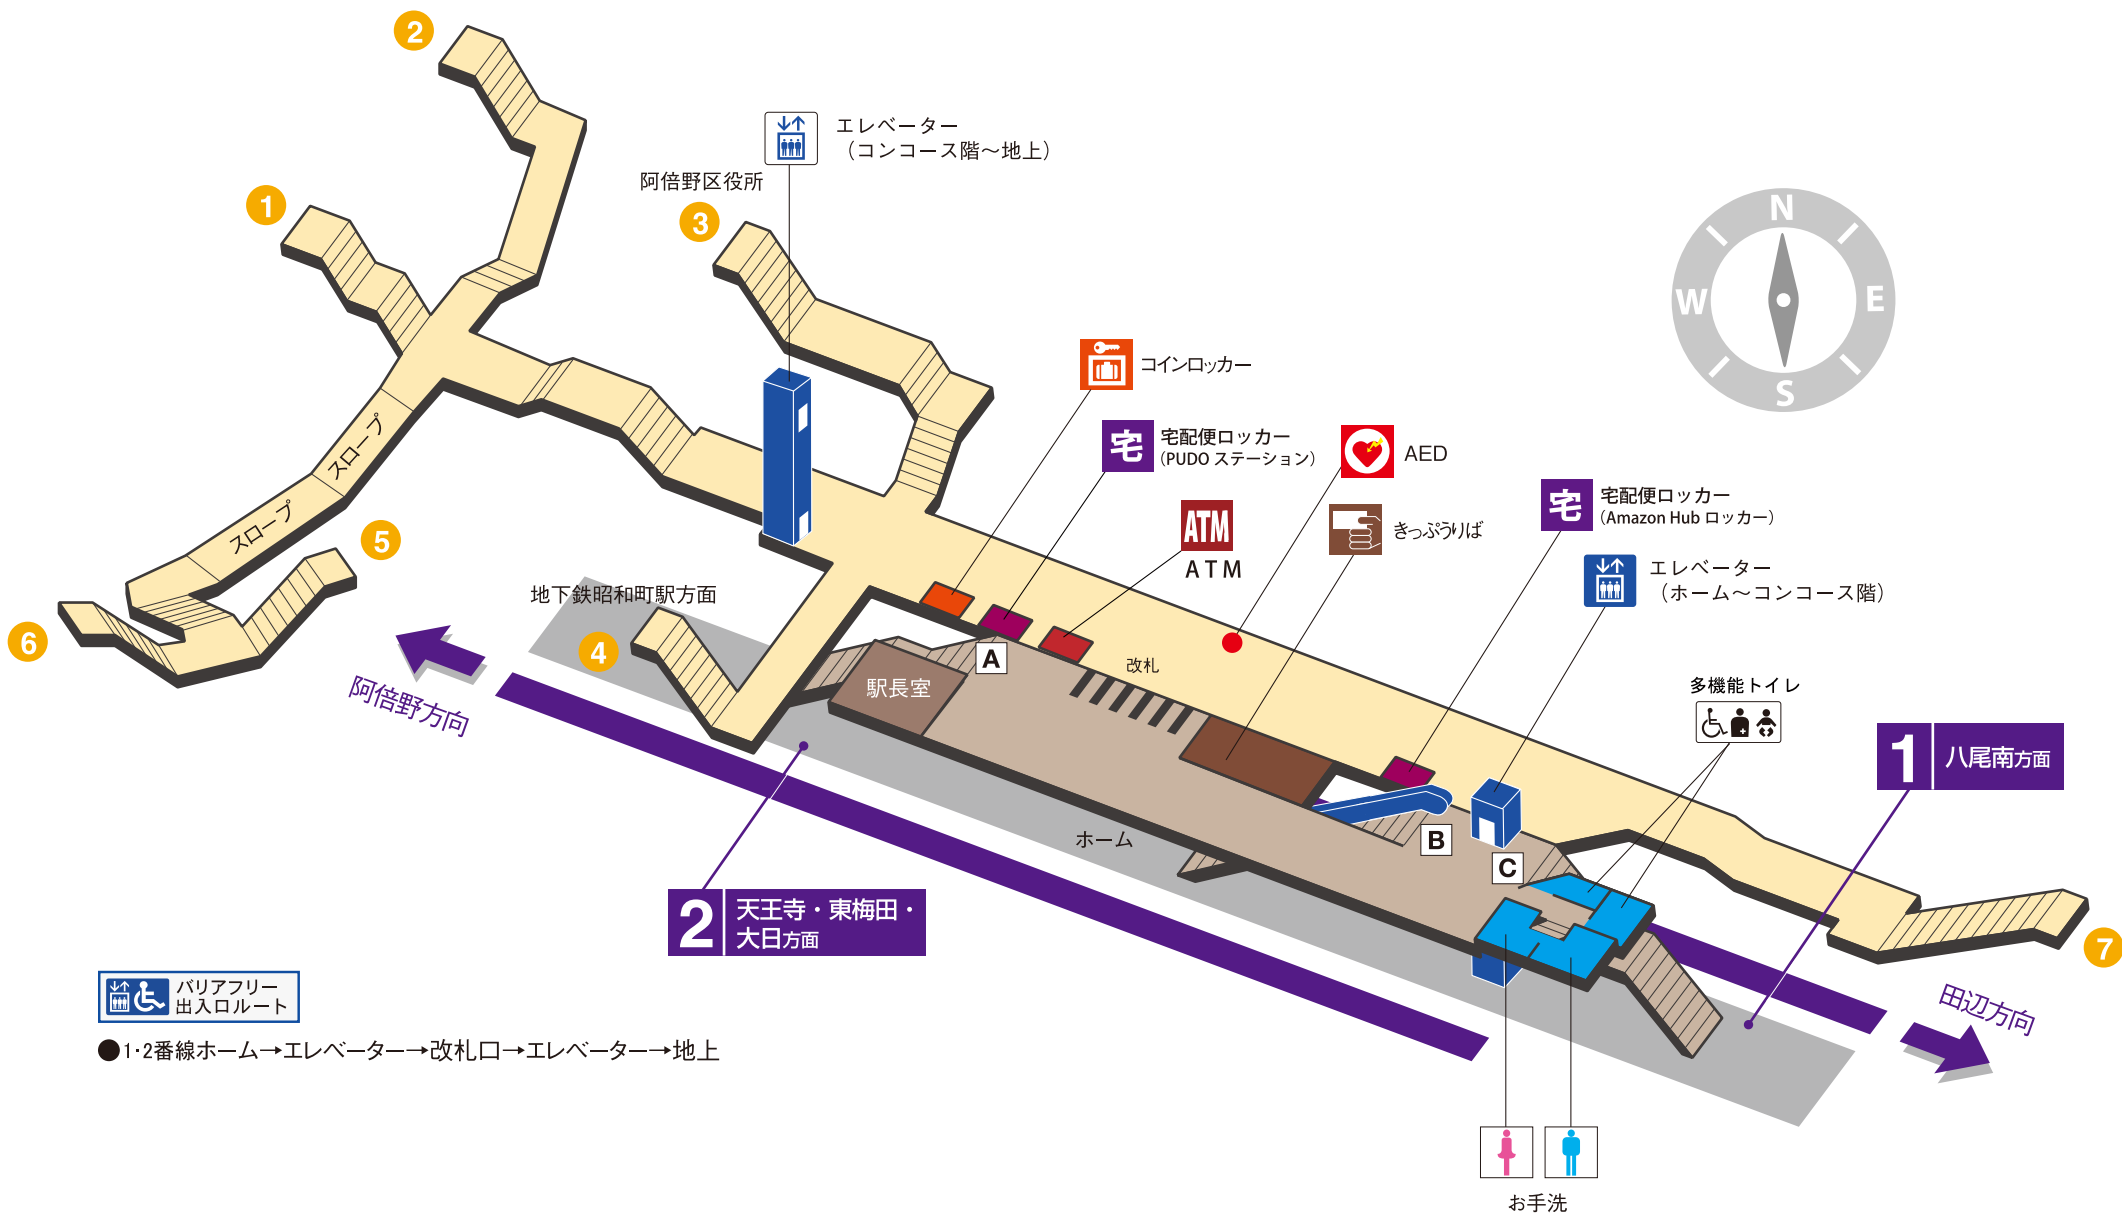 2
エレベーター
（コンコース階～地上）
阿倍野区役所
1
3
N
W
E
S
コインロッカー
宅
宅配便ロッカー
（PUDO ステーション）
AED
スロープ
スロープ
ATM
ATM
きっぷうりば
宅
宅配便ロッカー
（Amazon Hub ロッカー）
5
エレベーター
（ホーム～コンコース階）
地下鉄昭和町駅方面
6
4
A
改札
駅長室
阿倍野方向
多機能トイレ
1
八尾南方面
ホーム
B
C
2
天王寺・東梅田・
大日方面
7
田辺方向
バリアフリー
出入口ルート
●1・2番線ホーム→エレベーター→改札口→エレベーター→地上
お手洗